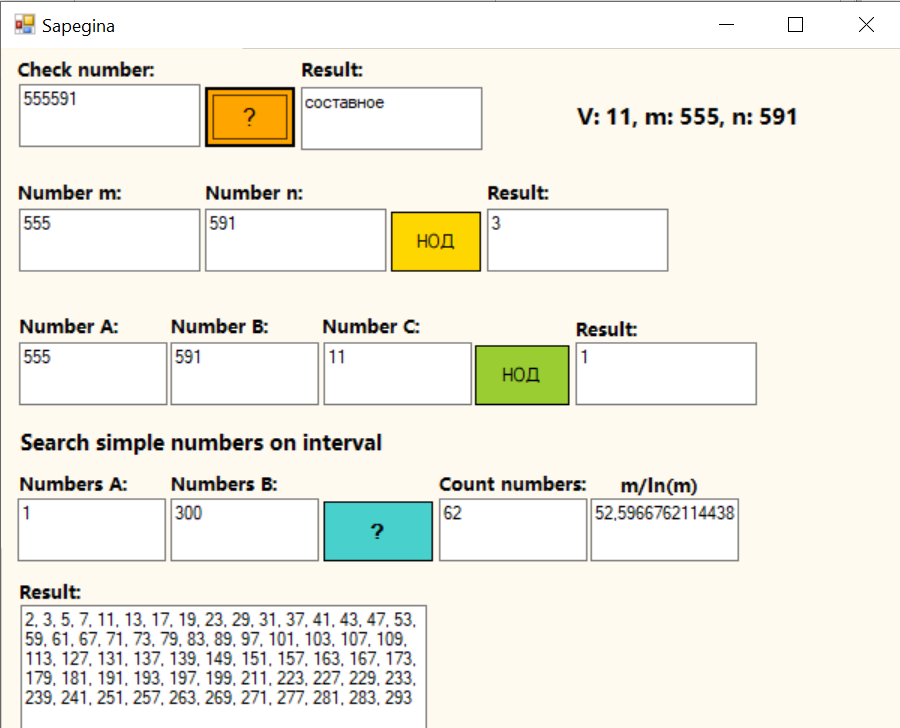 Sapegina
Check number: Result:
555591 ? составное
V: 11, m: 555, n: 591
Number m: Number n: Result:
555 591 НОД 3
Number A: Number B: Number C: Result:
555 591 11 НОД 1
Search simple numbers on interval
Numbers A: Numbers B: Count numbers: m/ln(m)
1 300 ? 62 52,5966762114438
Result:
2, 3, 5, 7, 11, 13, 17, 19, 23, 29, 31, 37, 41, 43, 47, 53,
59, 61, 67, 71, 73, 79, 83, 89, 97, 101, 103, 107, 109,
113, 127, 131, 137, 139, 149, 151, 157, 163, 167, 173,
179, 181, 191, 193, 197, 199, 211, 223, 227, 229, 233,
239, 241, 251, 257, 263, 269, 271, 277, 281, 283, 293